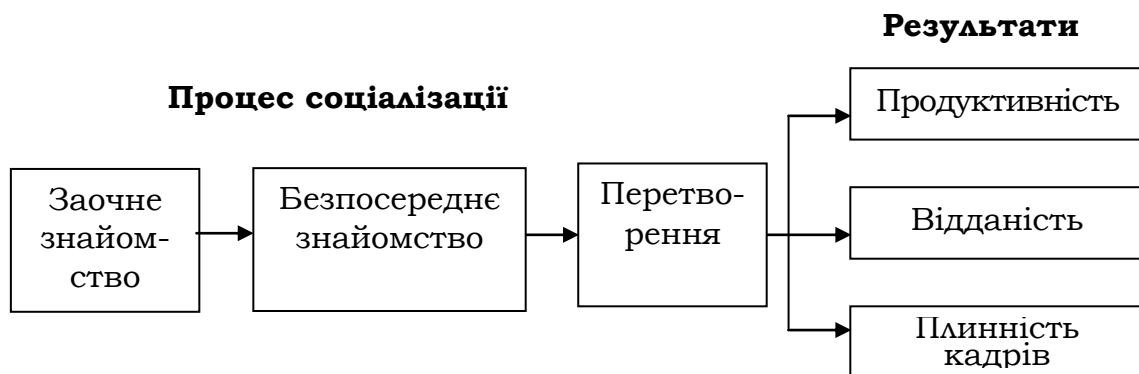 Результати
Процес соціалізації
Заочне
знайом-
ство
Безпосереднє
знайомство
Перетво-
рення
Продуктивність
Відданість
Плинність
кадрів